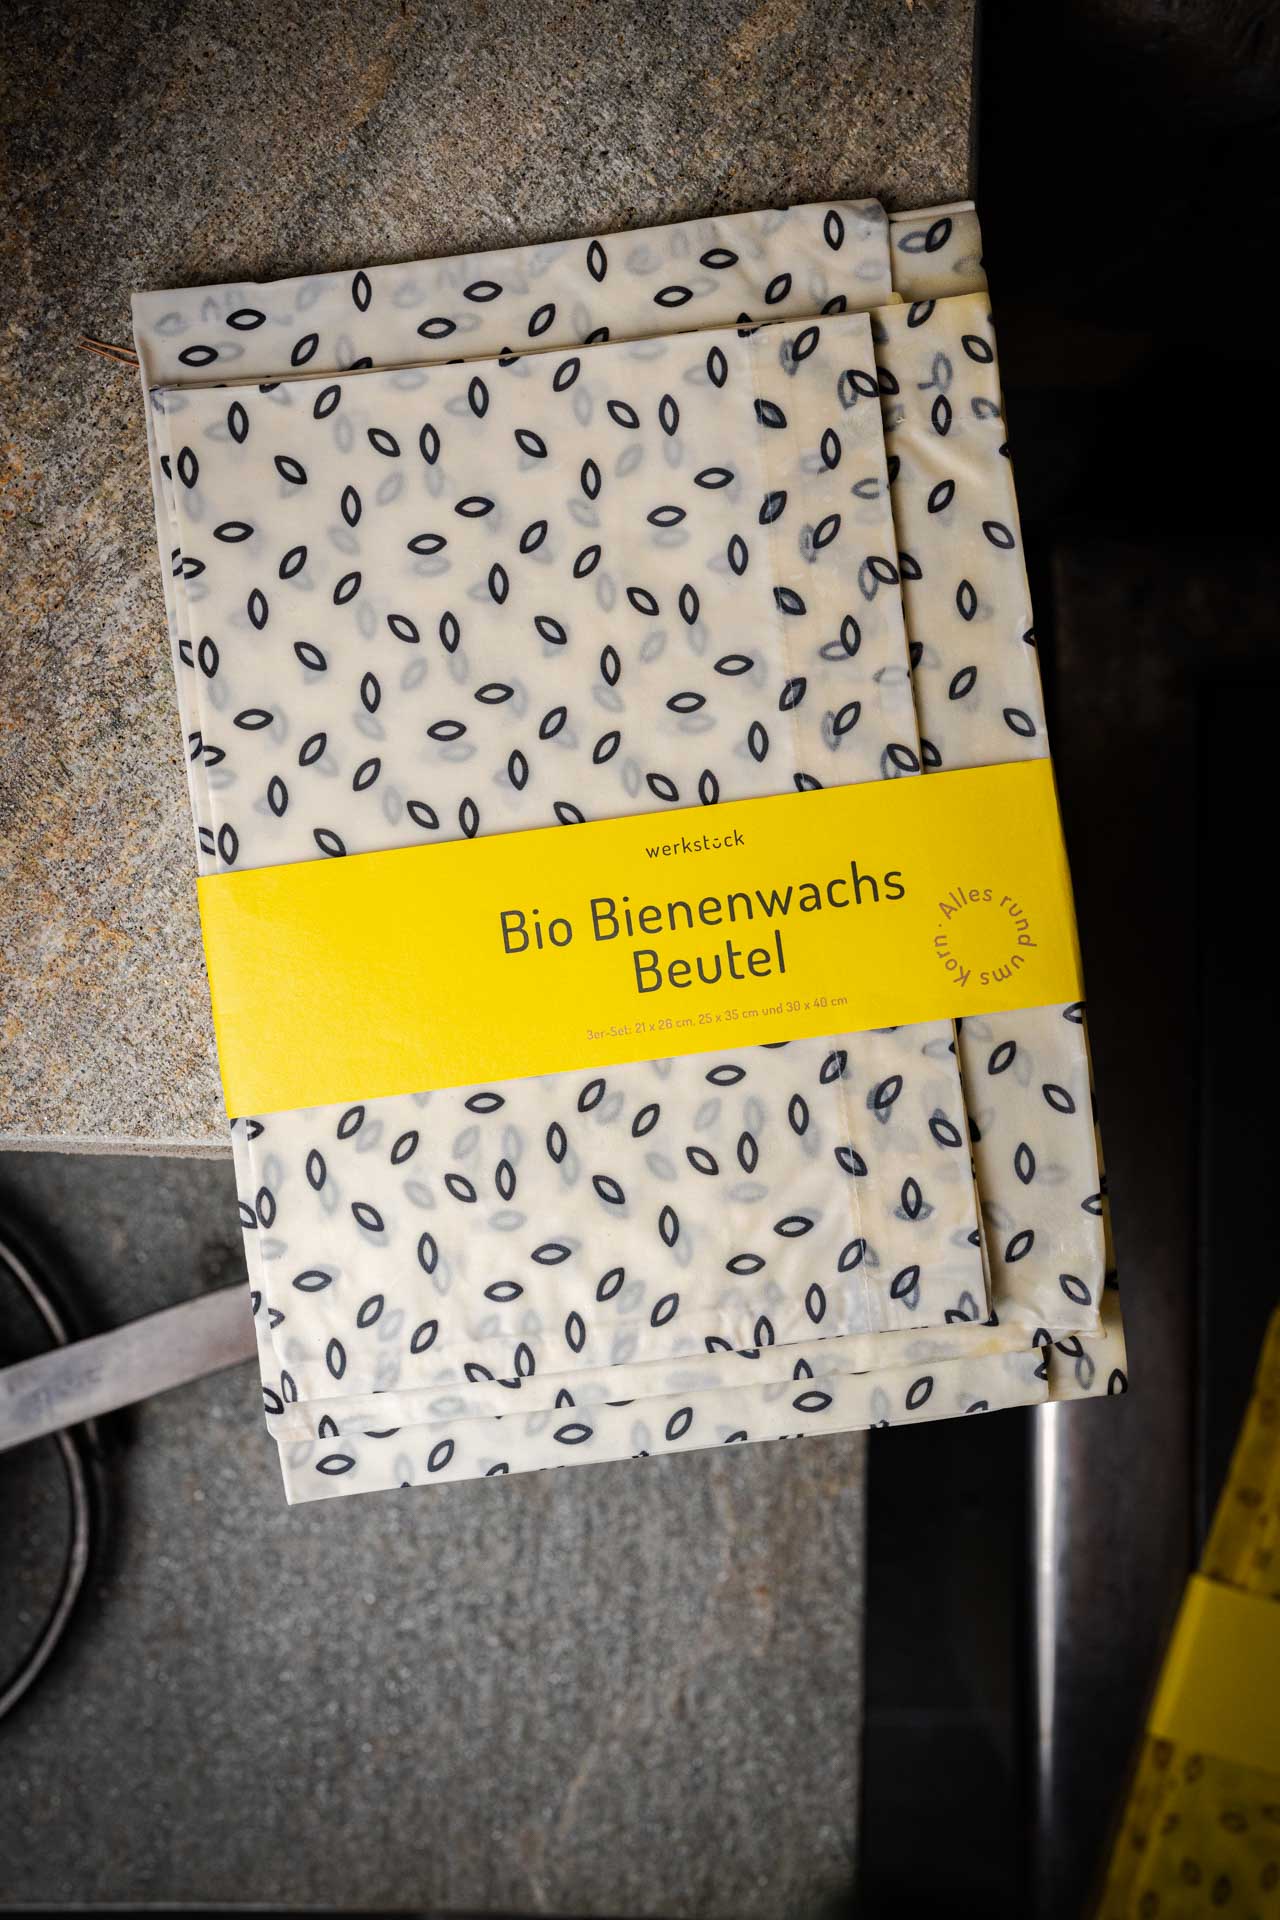 werkstück
Bio Bienenwachs
Beutel
3er-Set: 21 x 26 cm, 25 x 35 cm und 30 x 40 cm
Alles rund ums Korn ·